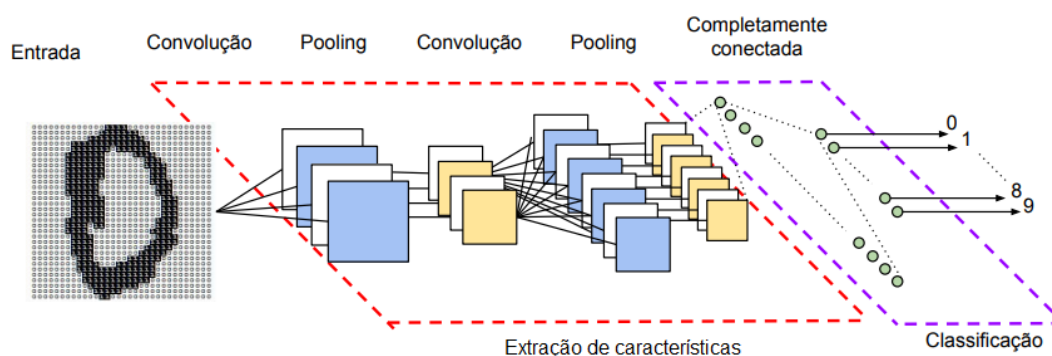 Entrada
Convolução
Pooling
Convolução
Pooling
Completamente
conectada
0
1
8
9
Extração de características
Classificação